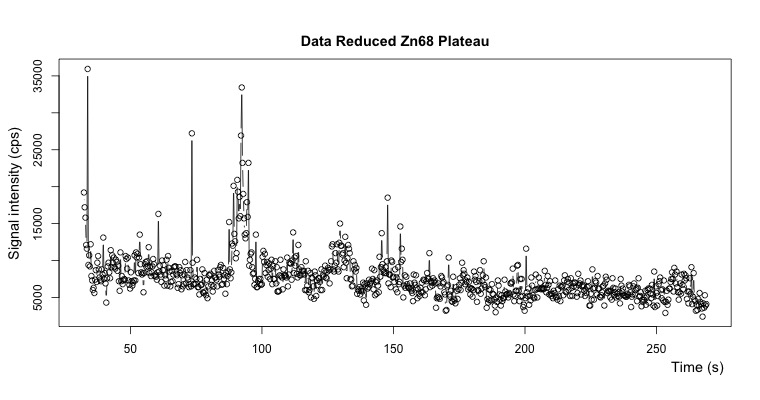 Data Reduced Zn68 Plateau
Signal intensity (cps)
35000
25000
15000
5000
50 100 150 200 250
Time (s)